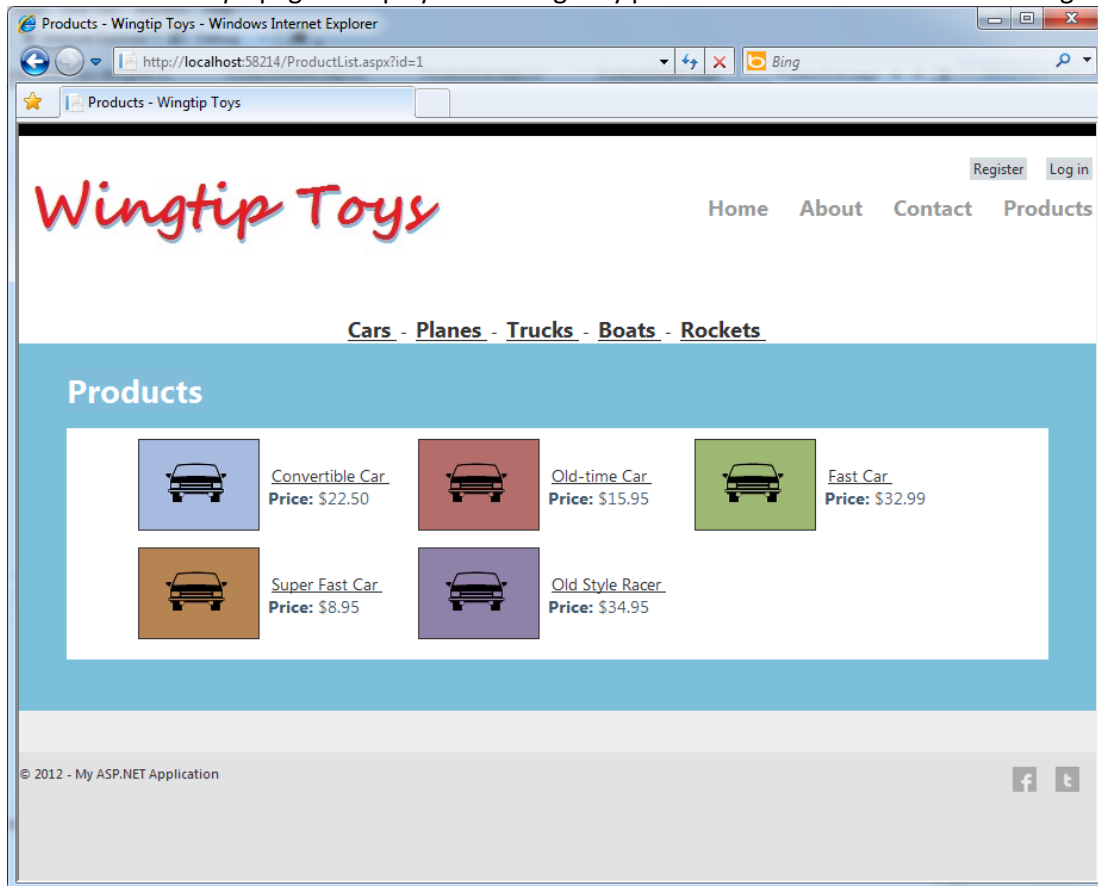 Products - Wingtip Toys - Windows Internet Explorer
http://localhost:58214/ProductList.aspx?id=1
Bing
Products - Wingtip Toys
Register Log in
Wingtip Toys
Home About Contact Products
Cars - Planes - Trucks - Boats - Rockets
Products
Convertible Car
Price: $22.50
Old-time Car
Price: $15.95
Fast Car
Price: $32.99
Super Fast Car
Price: $8.95
Old Style Racer
Price: $34.95
© 2012 - My ASP.NET Application
f t